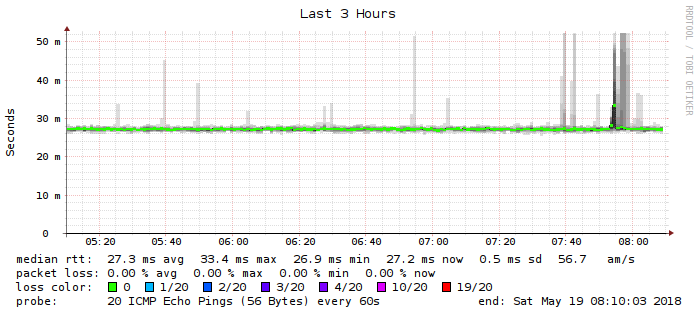 Last 3 Hours
RRDTOOL / TOBI OETIKER
Seconds
50 m
40 m
30 m
20 m
10 m
0
05:20 05:40 06:00 06:20 06:40 07:00 07:20 07:40 08:00
median rtt: 27.3 ms avg 33.4 ms max 26.9 ms min 27.2 ms now 0.5 ms sd 56.7 am/s
packet loss: 0.00 % avg 0.00 % max 0.00 % min 0.00 % now
loss color: 0 1/20 2/20 3/20 4/20 10/20 19/20
probe: 20 ICMP Echo Pings (56 Bytes) every 60s end: Sat May 19 08:10:03 2018